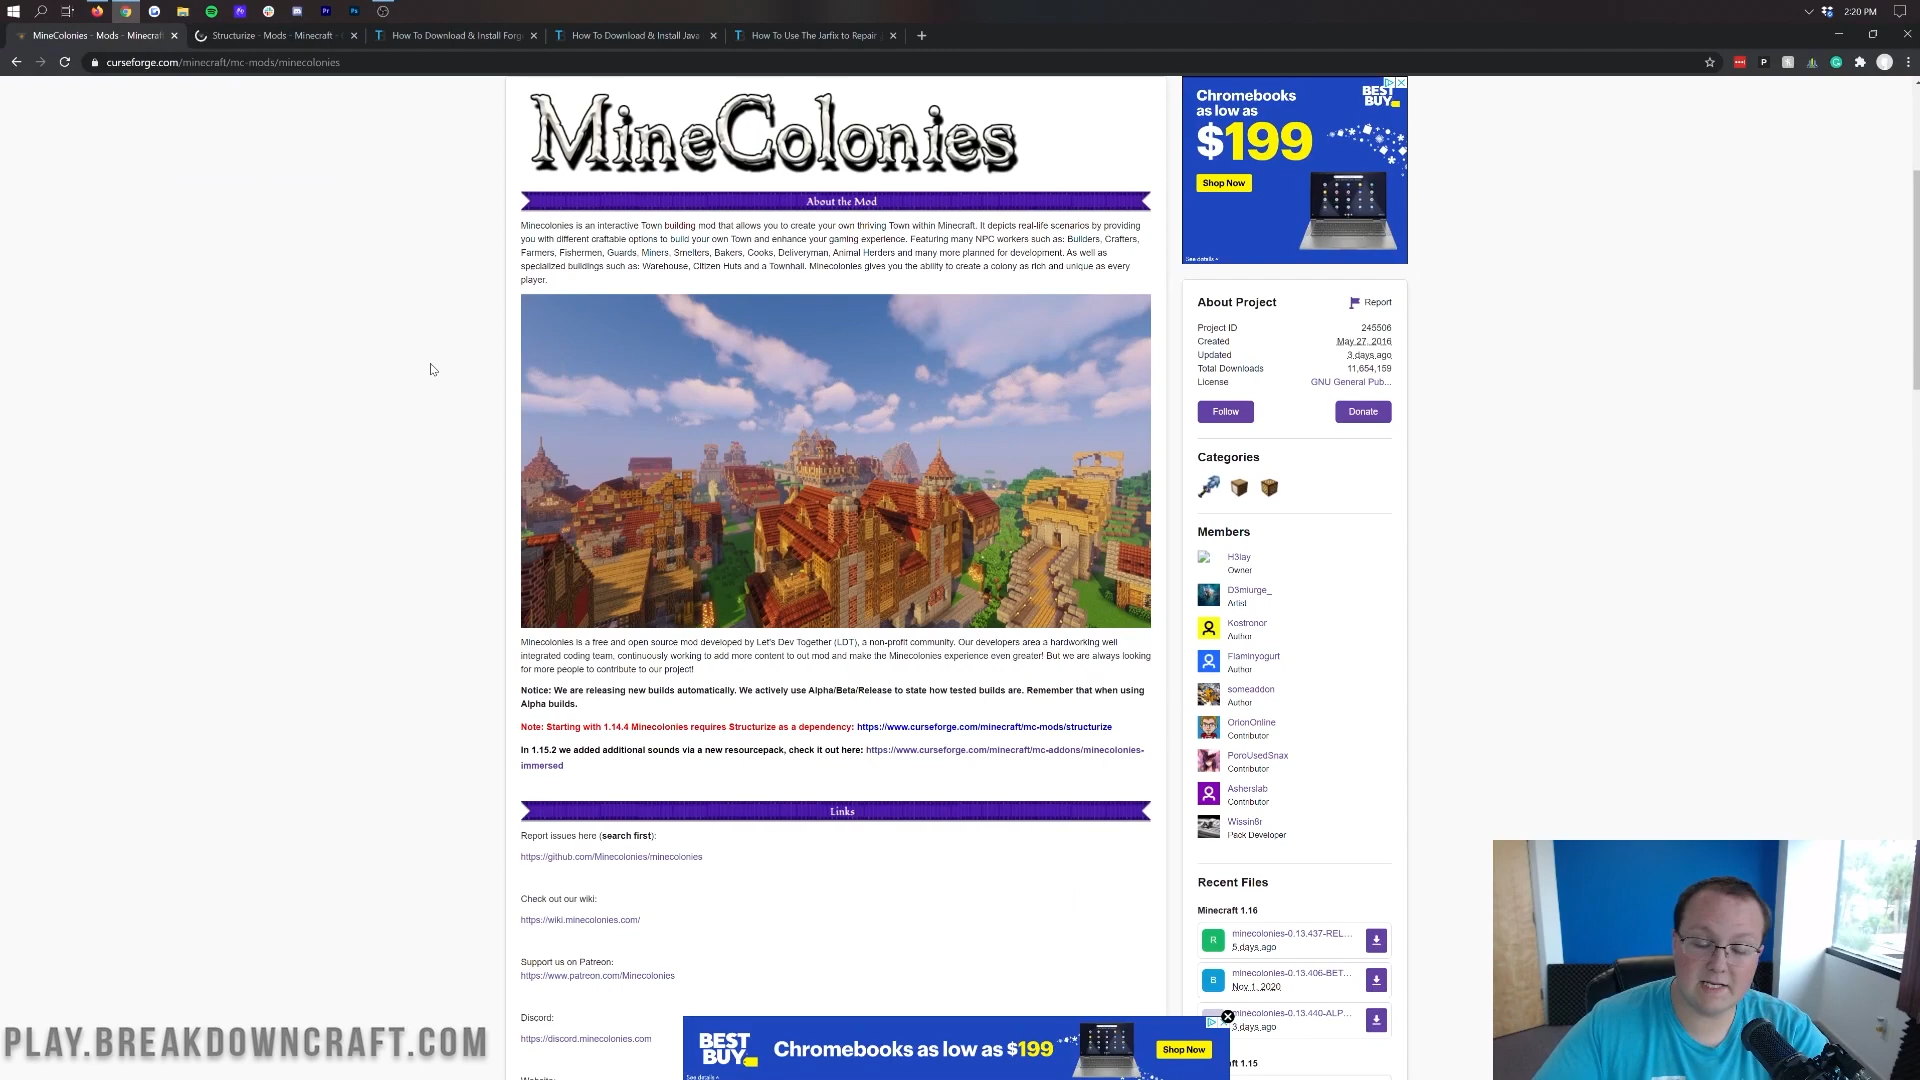 2:20 PM
MineColonies - Mods - Minecraft
Structurize - Mods - Minecraft -
How To Download & Install Forg
How To Download & Install Java
How To Use The Jarfix to Repair
curseforge.com/minecraft/mc-mods/minecolonies
MineColonies
About the Mod
Minecolonies is an interactive Town building mod that allows you to create your own thriving Town within Minecraft. It depicts real-life scenarios by providing
you with different craftable options to build your own Town and enhance your gaming experience. Featuring many NPC workers such as: Builders, Crafters,
Farmers, Fishermen, Guards, Miners, Smelters, Bakers, Cooks, Deliveryman, Animal Herders and many more planned for development. As well as
specialized buildings such as: Warehouse, Citizen Huts and a Townhall. Minecolonies gives you the ability to create a colony as rich and unique as every
player.
Minecolonies is a free and open source mod developed by Let's Dev Together (LDT), a non-profit community. Our developers area a hardworking well
integrated coding team, continuously working to add more content to out mod and make the Minecolonies experience even greater! But we are always looking
for more people to contribute to our project!
Notice: We are releasing new builds automatically. We actively use Alpha/Beta/Release to state how tested builds are. Remember that when using
Alpha builds.
Note: Starting with 1.14.4 Minecolonies requires Structurize as a dependency: https://www.curseforge.com/minecraft/mc-mods/structurize
In 1.15.2 we added additional sounds via a new resourcepack, check it out here: https://www.curseforge.com/minecraft/mc-addons/minecolonies-
immersed
Links
Report issues here (search first):
https://github.com/Minecolonies/minecolonies
Check out our wiki:
https://wiki.minecolonies.com/
Support us on Patreon:
https://www.patreon.com/Minecolonies
Discord:
https://discord.minecolonies.com
Chromebooks
as low as
$199
BEST
BUY
Shop Now
See details
About Project
Report
Project ID 245506
Created May 27, 2016
Updated 3 days ago
Total Downloads 11,654,159
License GNU General Pub...
Follow
Donate
Categories
Members
H3lay
Owner
D3miurge_
Artist
Kostronor
Author
Flaminyogurt
Author
someaddon
Author
OrionOnline
Contributor
PoroUsedSnax
Contributor
Asherslab
Contributor
Wissin8r
Pack Developer
Recent Files
Minecraft 1.16
R
minecolonies-0.13.437-REL...
5 days ago
B
minecolonies-0.13.406-BET...
Nov 1, 2020
minecolonies-0.13.440-ALP...
3 days ago
ft 1.15
BEST
BUY
Chromebooks as low as $199
Shop Now
See details
PLAY.BREAKDOWNCRAFT.COM